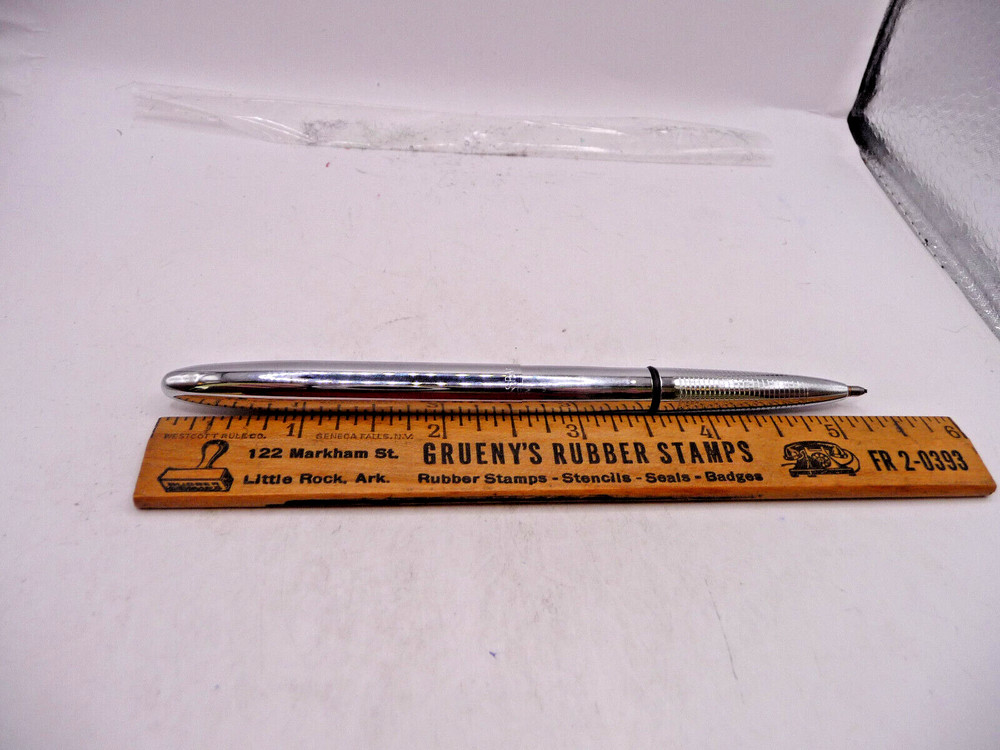 1 2 3 4 5 6
WESTCOTT RULE CO. SENECA FALLS, N.Y.
122 Markham St. GRUENY'S RUBBER STAMPS FR 2-0393
Little Rock, Ark. Rubber Stamps - Stencils - Seals - Badges